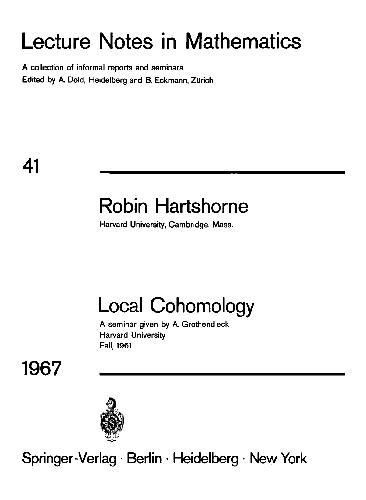 Lecture Notes in Mathematics
A collection of informal reports and seminars
Edited by A. Dold, Heidelberg and B. Eckmann, Zürich
41
Robin Hartshorne
Harvard University, Cambridge, Mass.
Local Cohomology
A seminar given by A. Grothendieck
Harvard University
Fall, 1961
1967
Springer-Verlag · Berlin · Heidelberg · New York